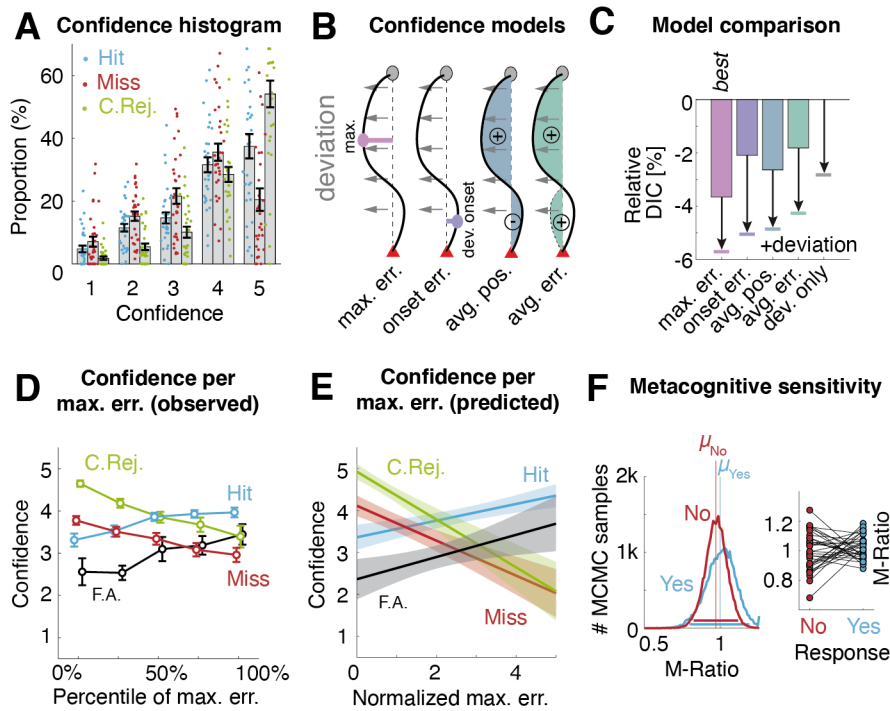 A Confidence histogram
Hit
Miss
C.Rej.
Proportion (%)
60
40
20
0
1 2 3 4 5
Confidence
B Confidence models
deviation
max.
dev. onset
+
-
+
+
max. err.
onset err.
avg. pos.
avg. err.
C Model comparison
best
Relative
DIC [%]
0
-2
-4
-6
+deviation
max. err.
onset err.
avg. pos.
avg. err.
dev. only
D Confidence per
max. err. (observed)
C.Rej.
Hit
Miss
F.A.
Confidence
5
4
3
2
1
0% 50% 100%
Percentile of max. err.
E Confidence per
max. err. (predicted)
C.Rej.
Hit
F.A.
Miss
Confidence
5
4
3
2
1
0 2 4
Normalized max. err.
F Metacognitive sensitivity
μNo
μYes
# MCMC samples
2k
1k
0
No
Yes
0.5 1
M-Ratio
1.2
1
0.8
M-Ratio
No Yes
Response